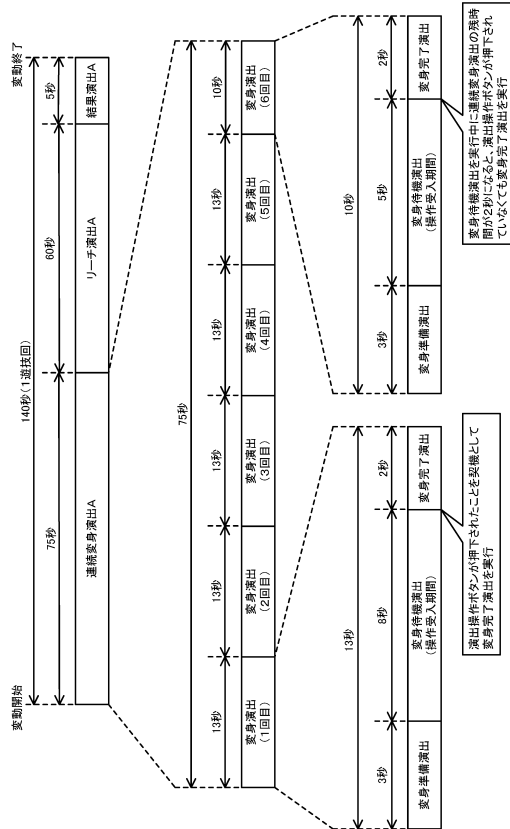 変動開始
変動終了
140秒(1遊技回)
75秒
60秒
5秒
連続変身演出A
リーチ演出A
結果演出A
75秒
13秒
13秒
13秒
13秒
13秒
10秒
変身演出
(1回目)
変身演出
(2回目)
変身演出
(3回目)
変身演出
(4回目)
変身演出
(5回目)
変身演出
(6回目)
13秒
3秒
8秒
2秒
変身準備演出
変身待機演出
(操作受入期間)
変身完了演出
演出操作ボタンが押下されたことを契機として
変身完了演出を実行
10秒
3秒
5秒
2秒
変身準備演出
変身待機演出
(操作受入期間)
変身完了演出
変身待機演出を実行中に連続変身演出の残時
間が2秒になると、演出操作ボタンが押下され
ていなくても変身完了演出を実行